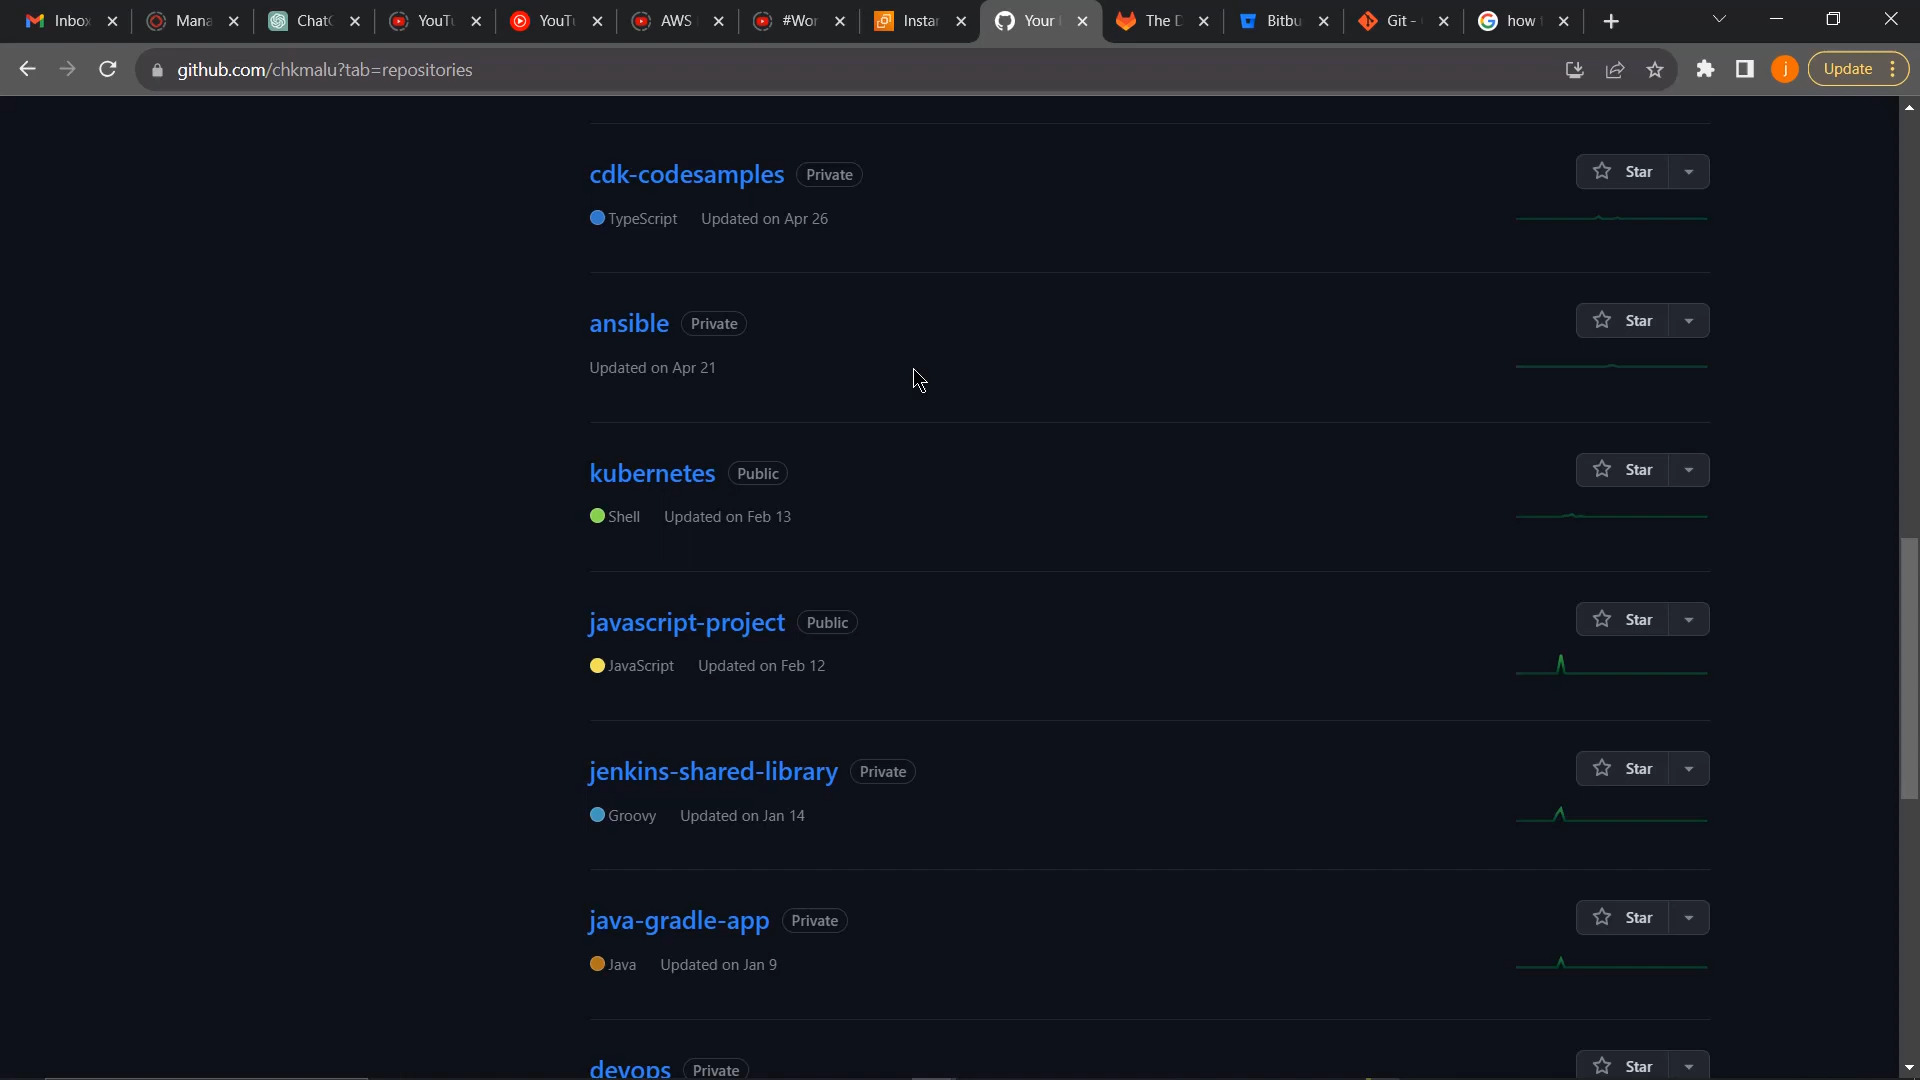 Inbox
Mana
Chat
YouTu
YouTu
AWS
#Wor
Instar
Your
The D
Bitbu
Git -
how
github.com/chkmalu?tab=repositories
j
Update
cdk-codesamples Private
Star
TypeScript Updated on Apr 26
ansible Private
Star
Updated on Apr 21
kubernetes Public
Star
Shell Updated on Feb 13
javascript-project Public
Star
JavaScript Updated on Feb 12
jenkins-shared-library Private
Star
Groovy Updated on Jan 14
java-gradle-app Private
Star
Java Updated on Jan 9
devops Private
Star